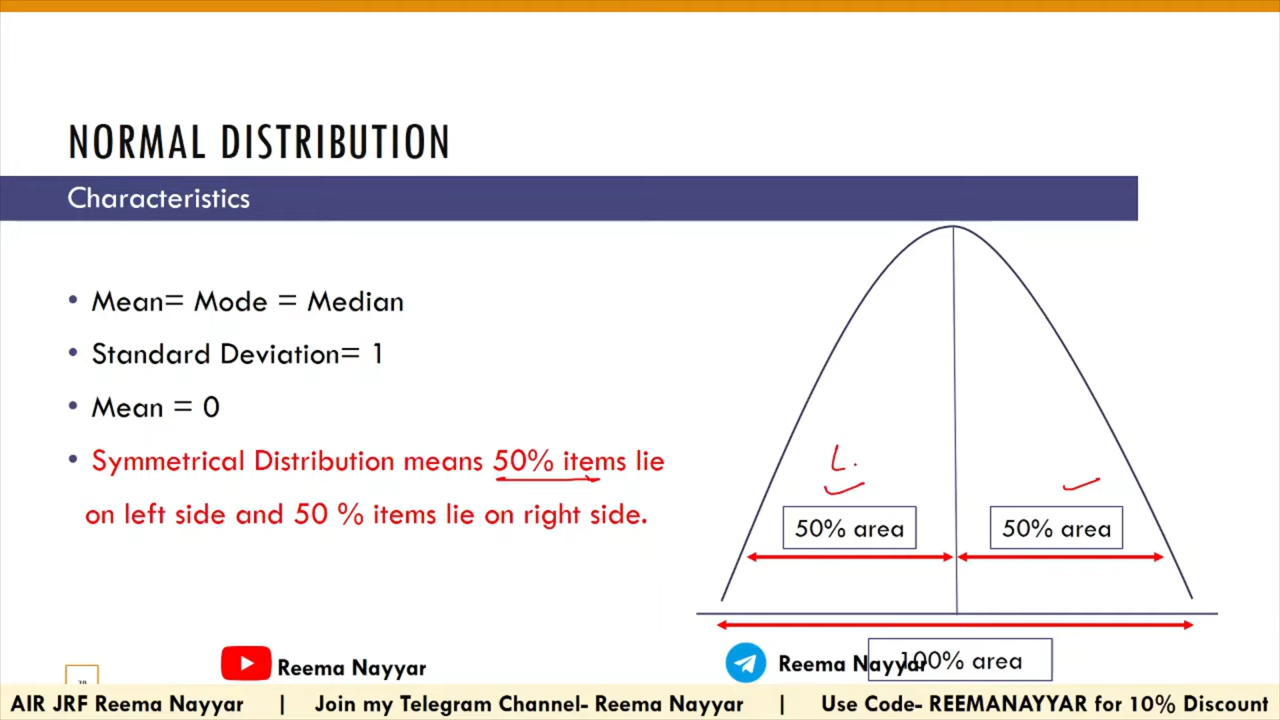 NORMAL DISTRIBUTION
Characteristics
• Mean= Mode = Median
• Standard Deviation= 1
• Mean = 0
• Symmetrical Distribution means 50% items lie
on left side and 50 % items lie on right side.
L.
50% area
50% area
100% area
Reema Nayyar
Reema Nayyar
AIR JRF Reema Nayyar | Join my Telegram Channel- Reema Nayyar | Use Code- REEMANAYYAR for 10% Discount